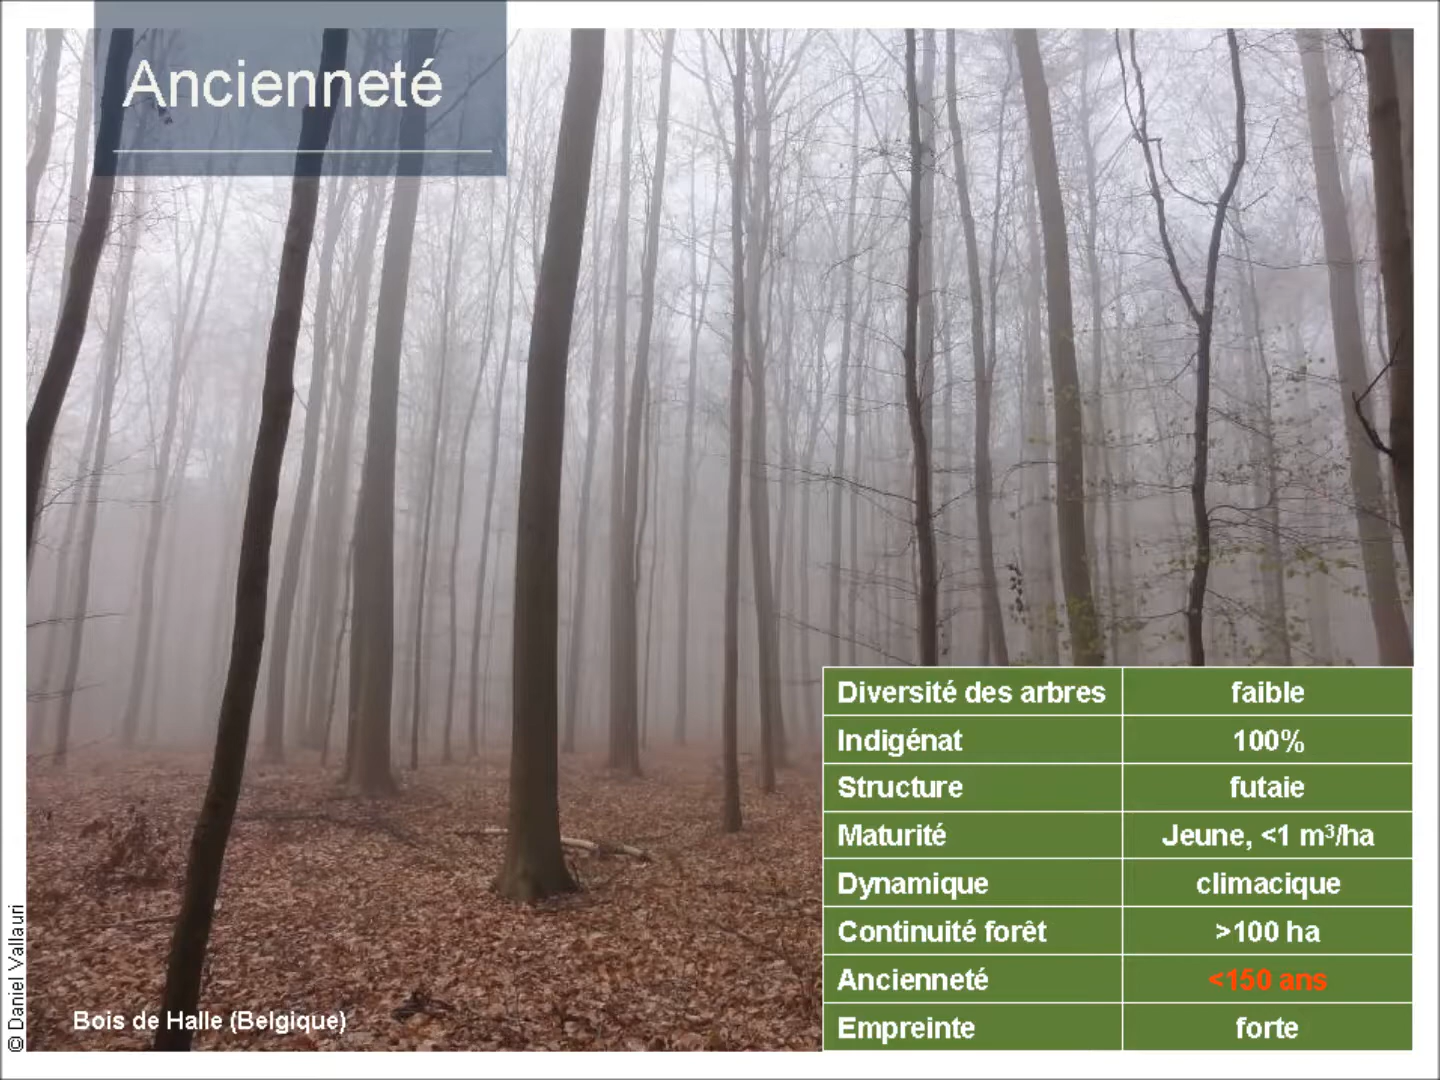 Ancienneté
Diversité des arbres faible
Indigénat 100%
Structure futaie
Maturité Jeune, <1 m³/ha
Dynamique climacique
Continuité forêt >100 ha
Ancienneté <150 ans
Empreinte forte
Bois de Halle (Belgique)
© Daniel Vallauri